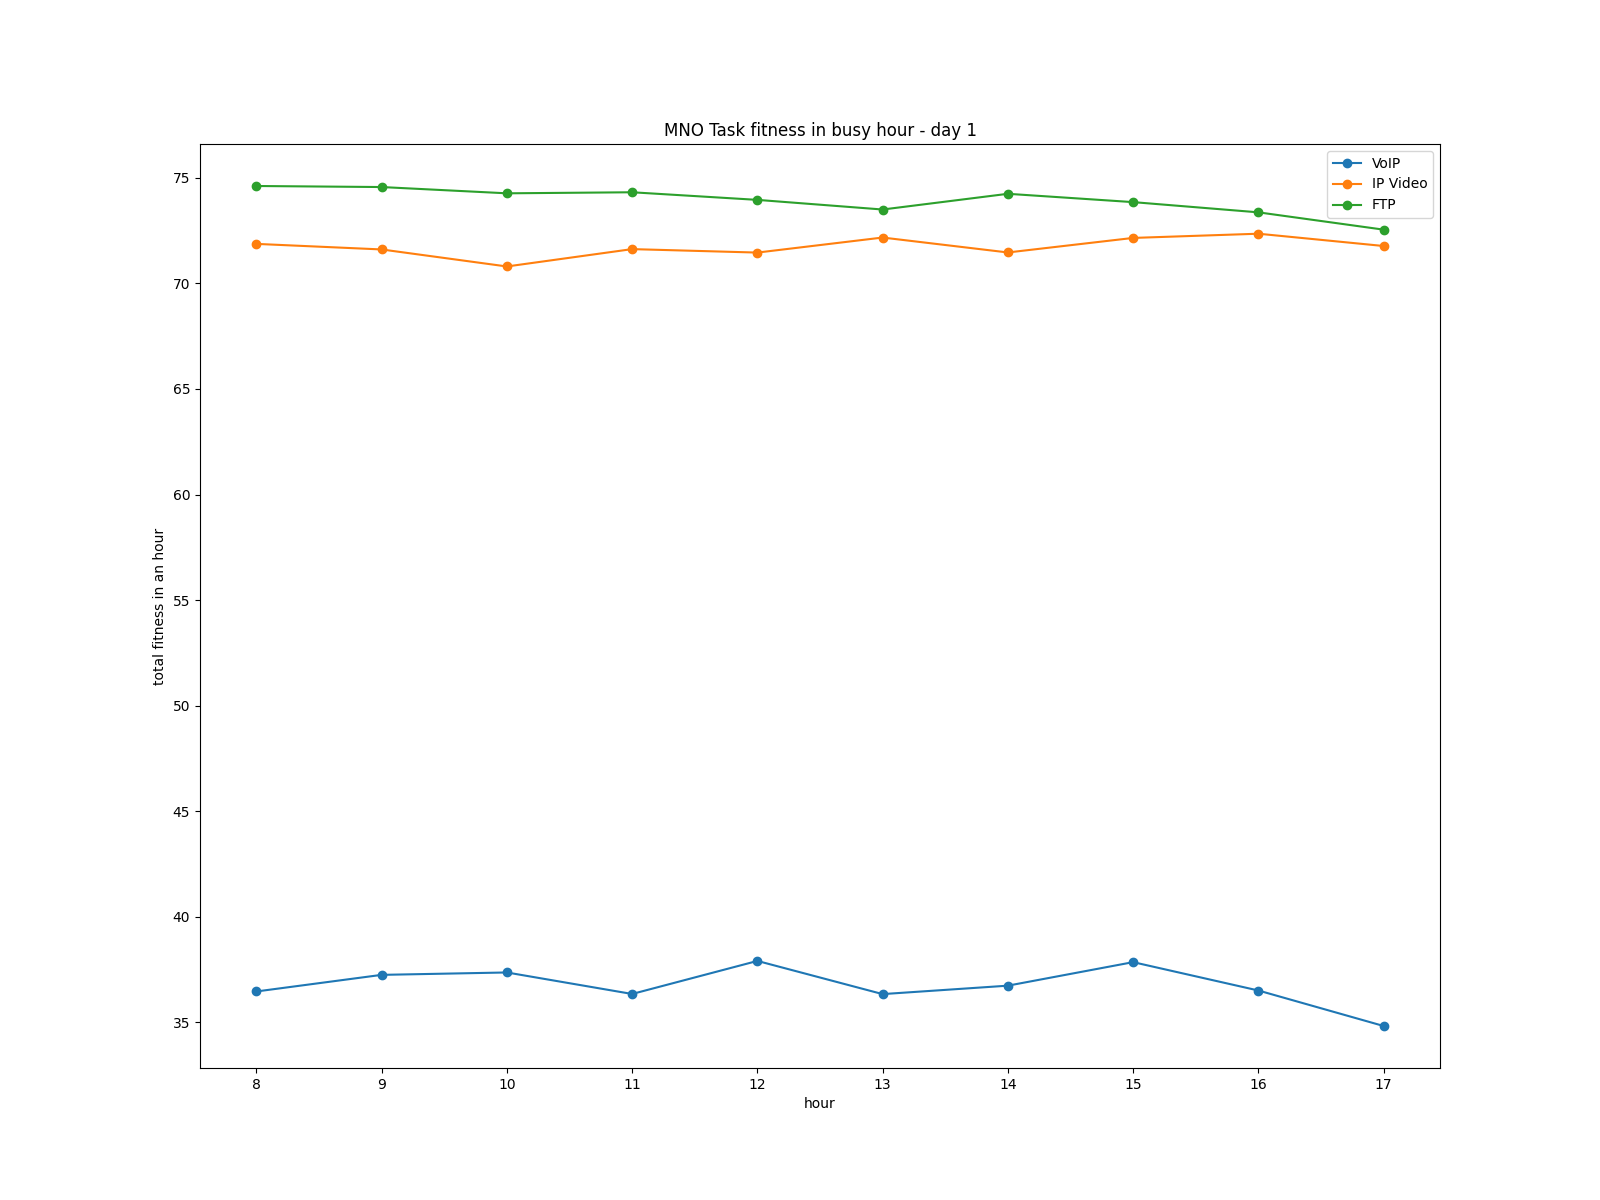 MNO Task fitness in busy hour - day 1
VoIP
IP Video
FTP
75
70
65
60
55
50
45
40
35
total fitness in an hour
8 9 10 11 12 13 14 15 16 17
hour